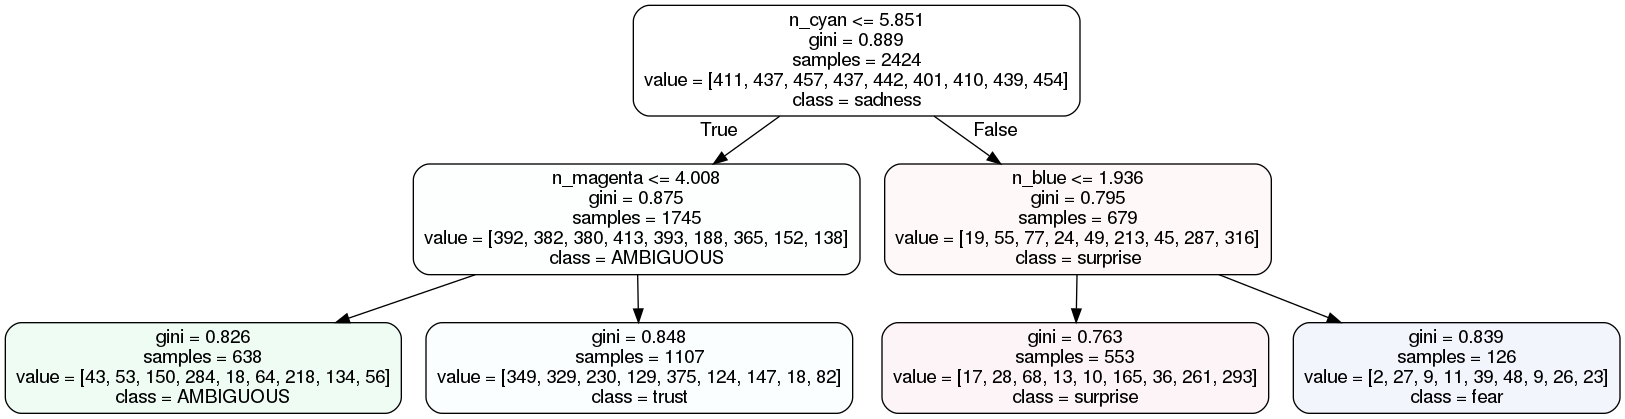 n_cyan <= 5.851
gini = 0.889
samples = 2424
value = [411, 437, 457, 437, 442, 401, 410, 439, 454]
class = sadness
True
False
n_magenta <= 4.008
gini = 0.875
samples = 1745
value = [392, 382, 380, 413, 393, 188, 365, 152, 138]
class = AMBIGUOUS
n_blue <= 1.936
gini = 0.795
samples = 679
value = [19, 55, 77, 24, 49, 213, 45, 287, 316]
class = surprise
gini = 0.826
samples = 638
value = [43, 53, 150, 284, 18, 64, 218, 134, 56]
class = AMBIGUOUS
gini = 0.848
samples = 1107
value = [349, 329, 230, 129, 375, 124, 147, 18, 82]
class = trust
gini = 0.763
samples = 553
value = [17, 28, 68, 13, 10, 165, 36, 261, 293]
class = surprise
gini = 0.839
samples = 126
value = [2, 27, 9, 11, 39, 48, 9, 26, 23]
class = fear